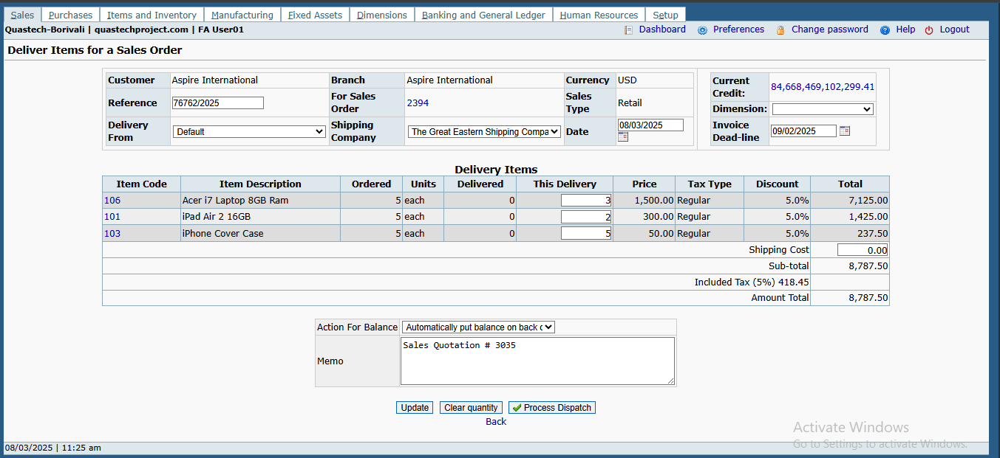 Sales Purchases Items and Inventory Manufacturing Fixed Assets Dimensions Banking and General Ledger Human Resources Setup
Quastech-Borivali | quastechproject.com | FA User01 Dashboard Preferences Change password Help Logout
Deliver Items for a Sales Order
Customer Aspire International Branch Aspire International Currency USD
Reference 76762/2025 For Sales Order 2394 Sales Type Retail
Delivery From Default Shipping Company The Great Eastern Shipping Compa Date 08/03/2025
Current Credit: 84,668,469,102,299.41
Dimension:
Invoice Dead-line 09/02/2025
Delivery Items
Item Code Item Description Ordered Units Delivered This Delivery Price Tax Type Discount Total
106 Acer i7 Laptop 8GB Ram 5 each 0 3 1,500.00 Regular 5.0% 7,125.00
101 iPad Air 2 16GB 5 each 0 2 300.00 Regular 5.0% 1,425.00
103 iPhone Cover Case 5 each 0 5 50.00 Regular 5.0% 237.50
Shipping Cost 0.00
Sub-total 8,787.50
Included Tax (5%) 418.45
Amount Total 8,787.50
Action For Balance Automatically put balance on back o
Memo Sales Quotation # 3035
Update Clear quantity Process Dispatch
Back
Activate Windows
Go to Settings to activate Windows.
08/03/2025 | 11:25 am